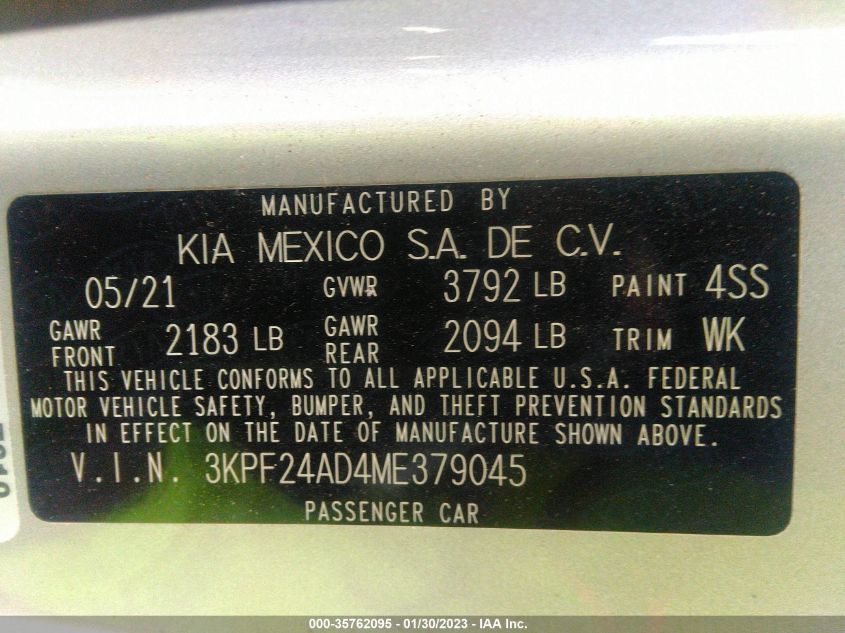 MANUFACTURED BY
KIA MEXICO S.A. DE C.V.
05/21 GVWR 3792 LB PAINT 4SS
GAWR FRONT 2183 LB GAWR REAR 2094 LB TRIM WK
THIS VEHICLE CONFORMS TO ALL APPLICABLE U.S.A. FEDERAL
MOTOR VEHICLE SAFETY, BUMPER, AND THEFT PREVENTION STANDARDS
IN EFFECT ON THE DATE OF MANUFACTURE SHOWN ABOVE.
V.I.N. 3KPF24AD4ME379045
PASSENGER CAR
000-35762095 - 01/30/2023 - IAA Inc.